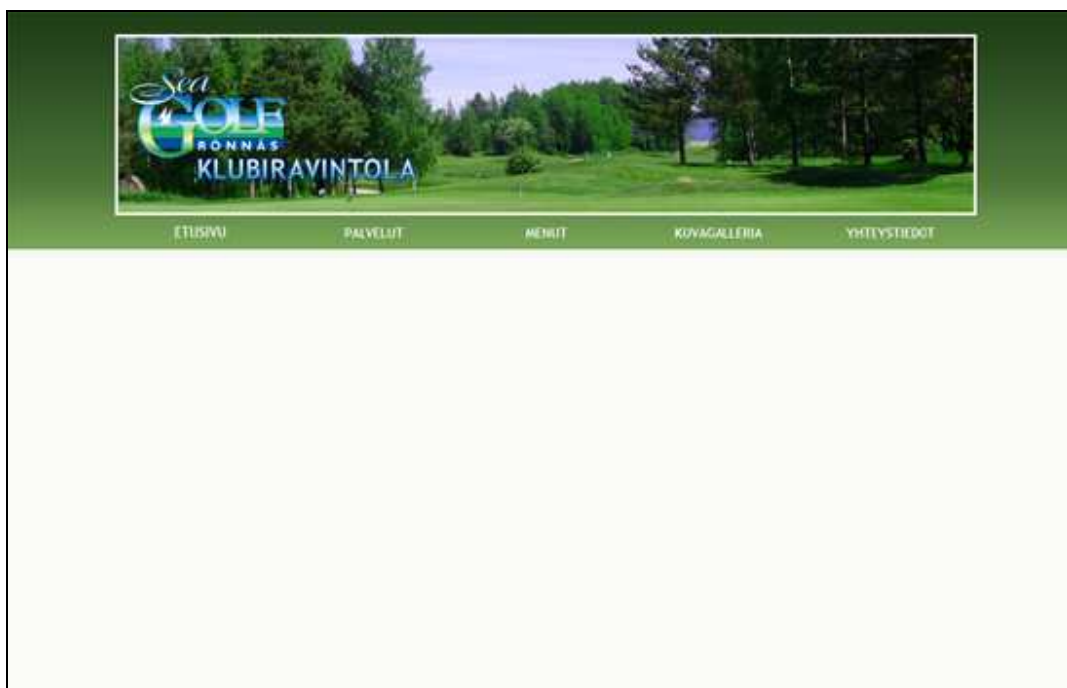 Sea
GOLF
RÖNNÄS
KLUBIRAVINTOLA
ETUSIVU PALVELUT MENUT KUVAGALLERIA YHTEYSTIEDOT